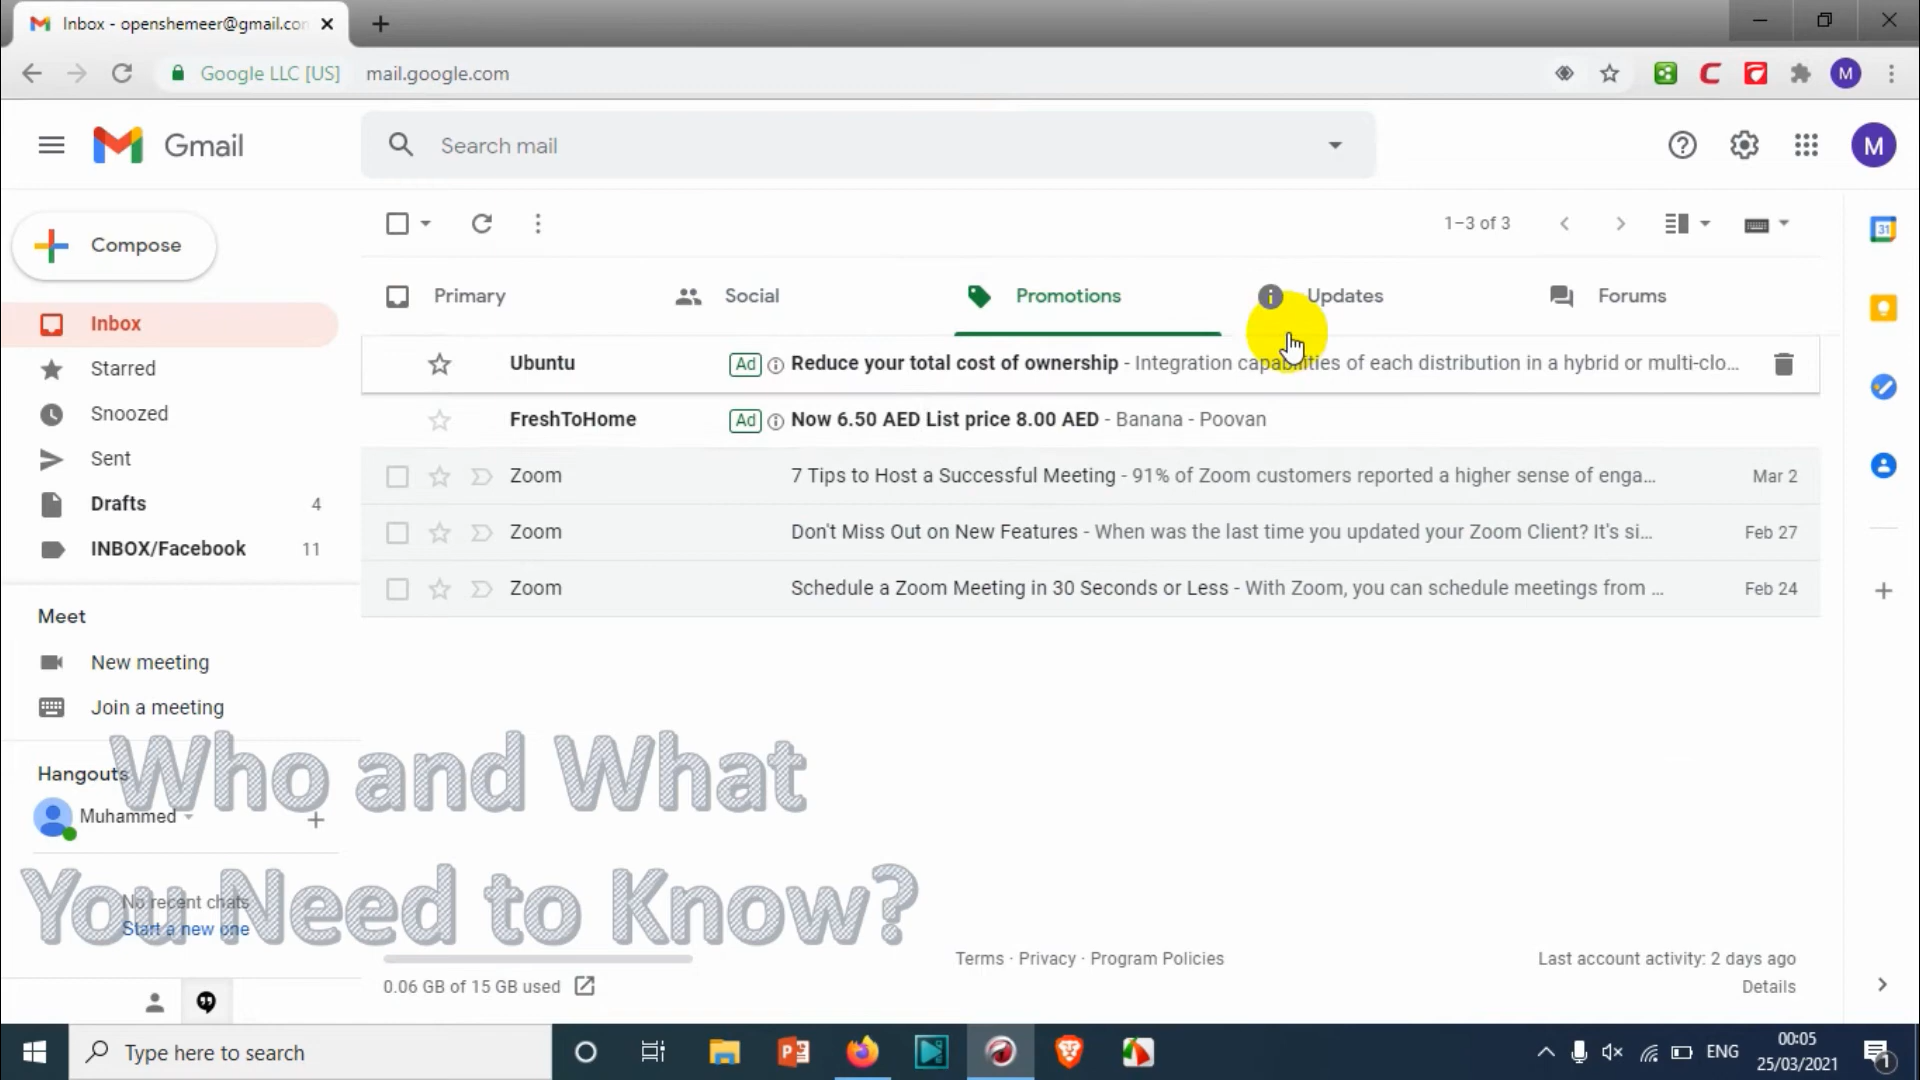 Inbox - openshemeer@gmail.con
Google LLC [US] mail.google.com
M
Gmail
Search mail
M
Compose
1–3 of 3
31
Primary
Social
Promotions
Updates
Forums
Inbox
Starred
Snoozed
Sent
Drafts 4
INBOX/Facebook 11
Ubuntu Ad Reduce your total cost of ownership - Integration capabilities of each distribution in a hybrid or multi-clo...
FreshToHome Ad Now 6.50 AED List price 8.00 AED - Banana - Poovan
Zoom 7 Tips to Host a Successful Meeting - 91% of Zoom customers reported a higher sense of enga... Mar 2
Zoom Don't Miss Out on New Features - When was the last time you updated your Zoom Client? It's si... Feb 27
Zoom Schedule a Zoom Meeting in 30 Seconds or Less - With Zoom, you can schedule meetings from ... Feb 24
Meet
New meeting
Join a meeting
Hangouts
Muhammed
No recent chats
Start a new one
Who and What
You Need to Know?
0.06 GB of 15 GB used
Terms · Privacy · Program Policies
Last account activity: 2 days ago
Details
Type here to search
ENG
00:05
25/03/2021
1